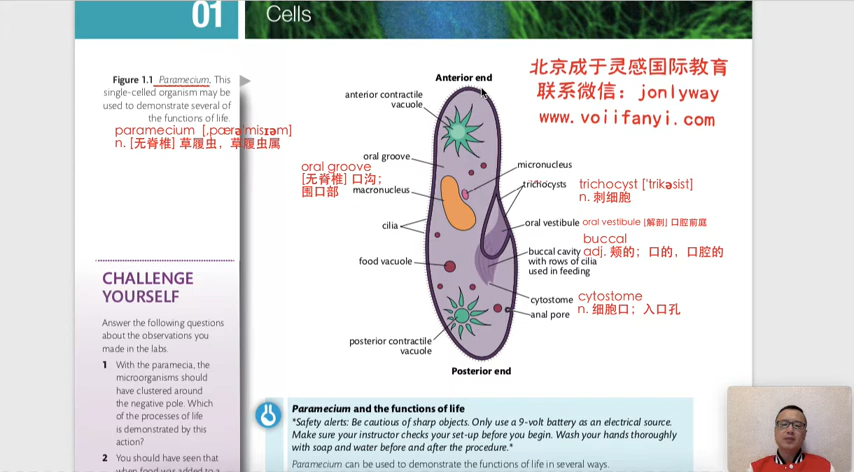 01
Cells
Figure 1.1 Paramecium. This
single-celled organism may be
used to demonstrate several of
the functions of life.
paramecium [ˌpærəˈmisɪəm]
n. [无脊椎] 草履虫，草履虫属
Anterior end
anterior contractile
vacuole
oral groove
oral groove
[无脊椎] 口沟；
围口部
macronucleus
cilia
food vacuole
posterior contractile
vacuole
micronucleus
trichocysts
trichocyst ['trikəsist]
n. 刺细胞
oral vestibule
oral vestibule [解剖] 口腔前庭
buccal
adj. 颊的；口的，口腔的
buccal cavity
with rows of cilia
used in feeding
cytostome
cytostome
n. 细胞口；入口孔
anal pore
Posterior end
北京成于灵感国际教育
联系微信：jonlyway
www.voiifanyi.com
CHALLENGE
YOURSELF
Answer the following questions
about the observations you
made in the labs.
1 With the paramecia, the
microorganisms should
have clustered around
the negative pole. Which
of the processes of life
is demonstrated by this
action?
2 You should have seen that
when food was added to a
Paramecium and the functions of life
*Safety alerts: Be cautious of sharp objects. Only use a 9-volt battery as an electrical source.
Make sure your instructor checks your set-up before you begin. Wash your hands thoroughly
with soap and water before and after the procedure.*
Paramecium can be used to demonstrate the functions of life in several ways.